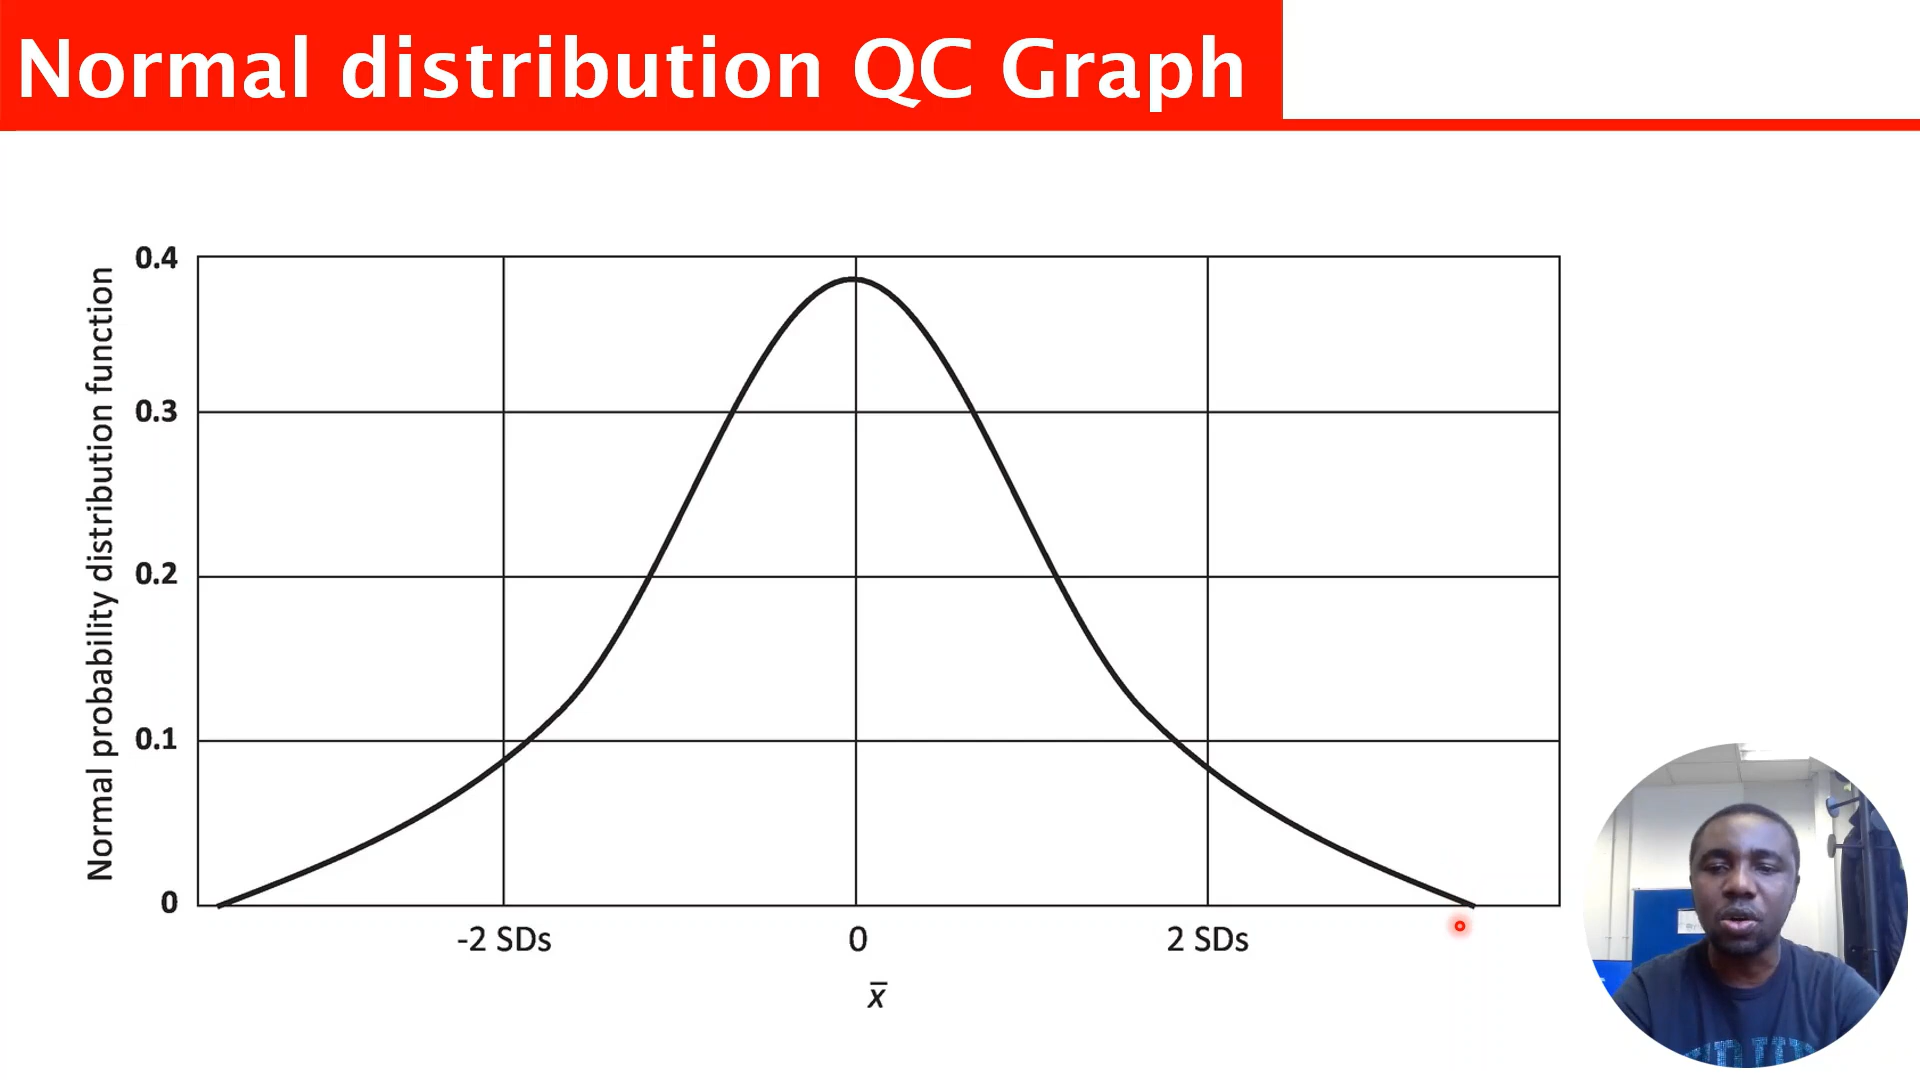 Normal distribution QC Graph
Normal probability distribution function
0.4
0.3
0.2
0.1
0
-2 SDs
0
2 SDs
x̅